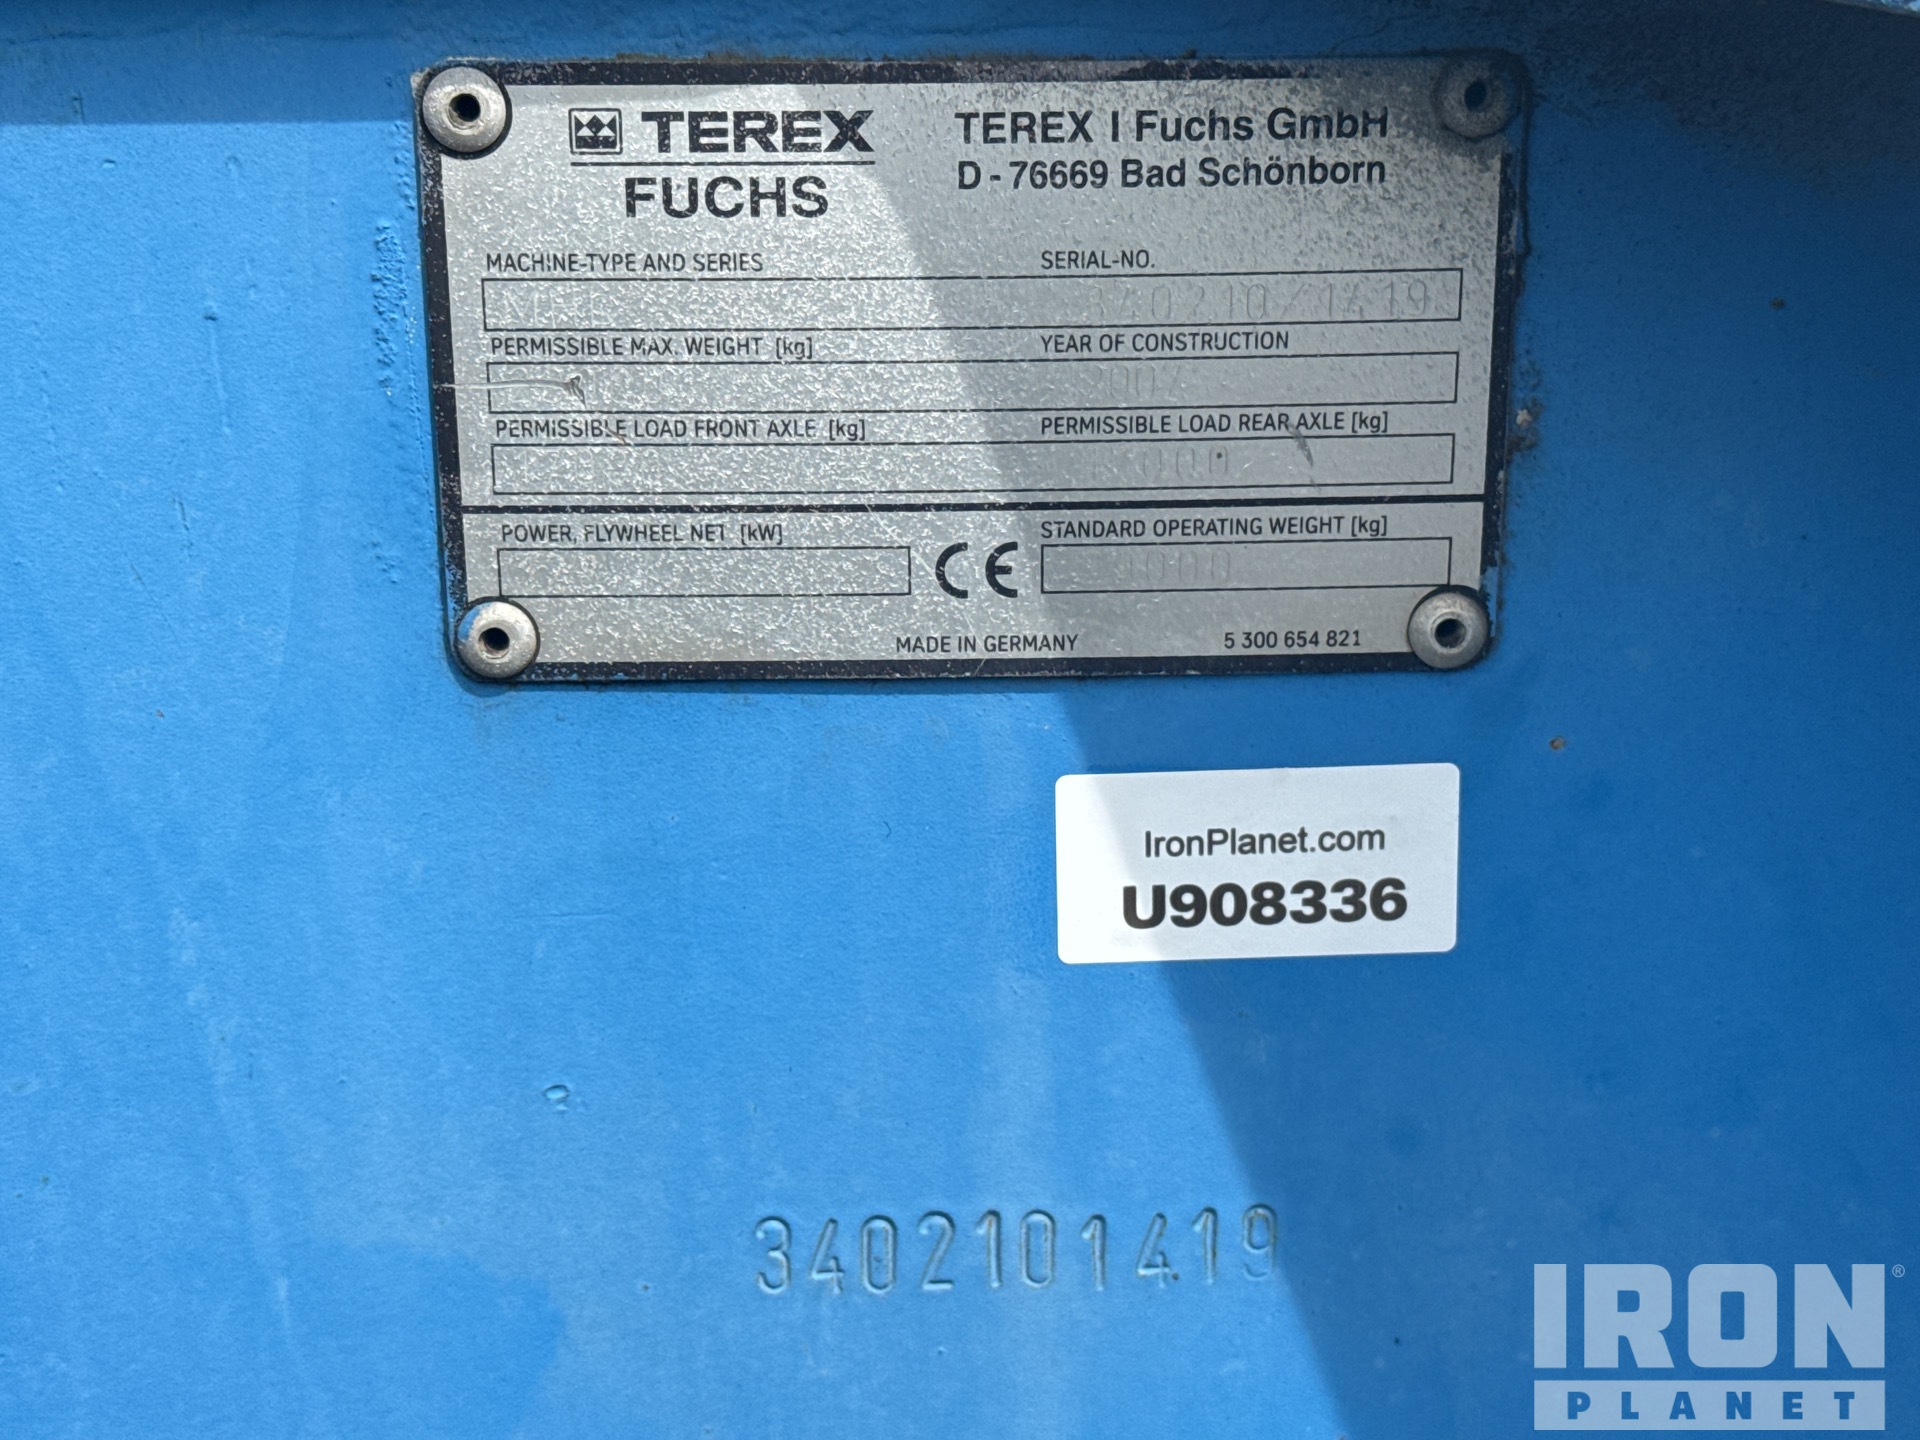 TEREX
FUCHS
TEREX | Fuchs GmbH
D - 76669 Bad Schönborn
MACHINE-TYPE AND SERIES
SERIAL-NO.
340210/1419
PERMISSIBLE MAX. WEIGHT [kg]
YEAR OF CONSTRUCTION
PERMISSIBLE LOAD FRONT AXLE [kg]
PERMISSIBLE LOAD REAR AXLE [kg]
POWER, FLYWHEEL NET [kW]
CE
STANDARD OPERATING WEIGHT [kg]
MADE IN GERMANY
5 300 654 821
IronPlanet.com
U908336
3402101419
IRON®
PLANET